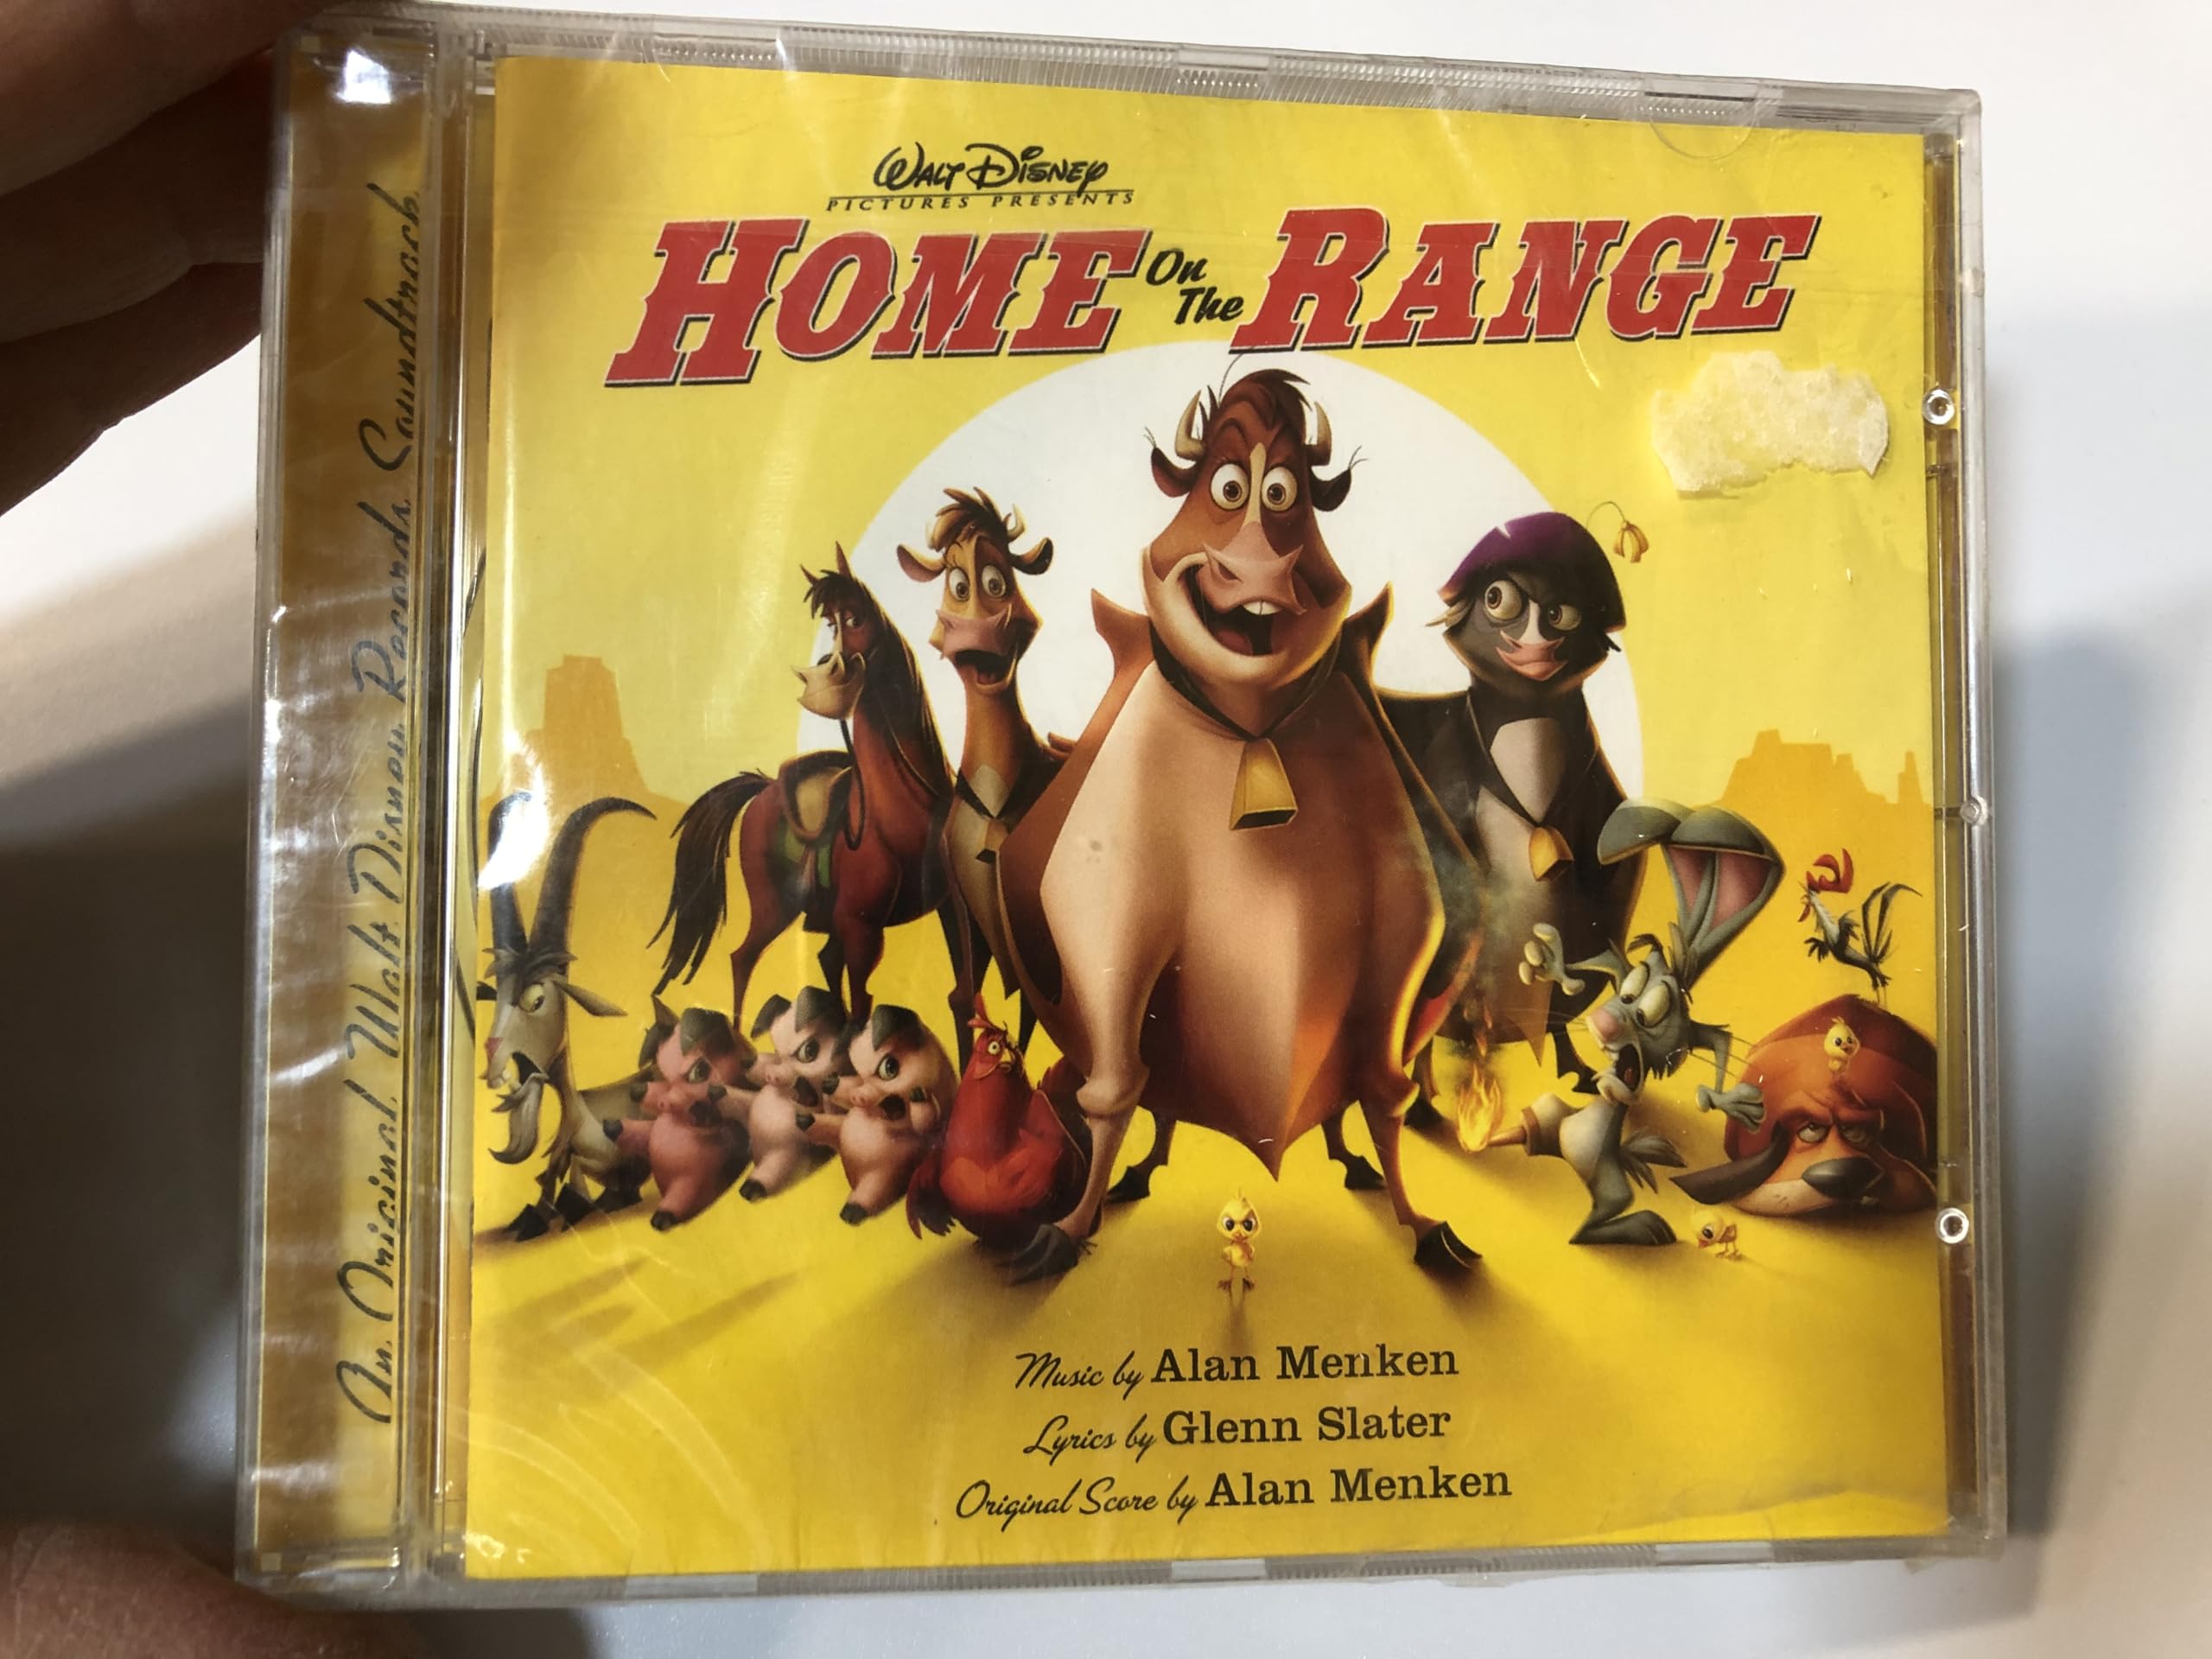 Walt Disney
PICTURES PRESENTS
HOME On The RANGE
Music by Alan Menken
Lyrics by Glenn Slater
Original Score by Alan Menken
An Original Walt Disney Records Soundtrack